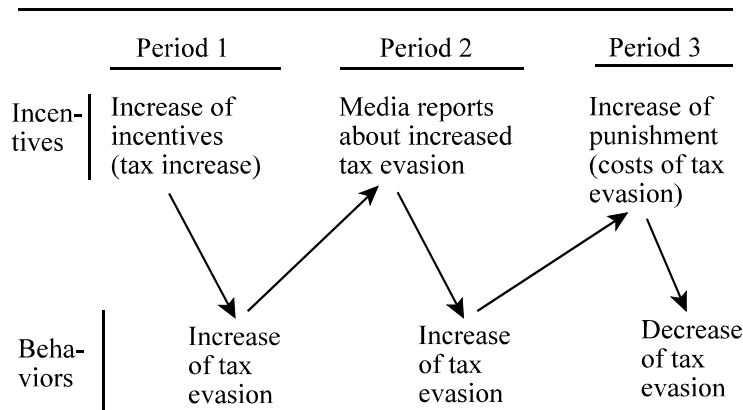 Period 1
Period 2
Period 3
Incen-
tives
Increase of
incentives
(tax increase)
Media reports
about increased
tax evasion
Increase of
punishment
(costs of tax
evasion)
Beha-
viors
Increase
of tax
evasion
Increase
of tax
evasion
Decrease
of tax
evasion